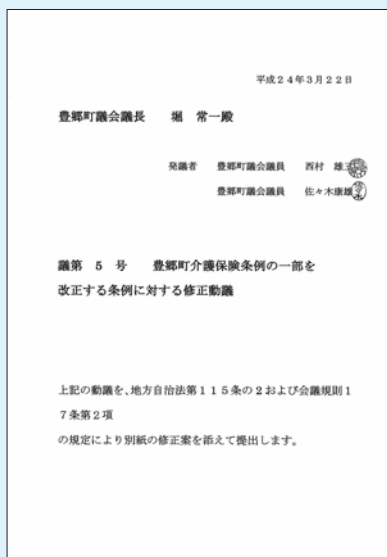 平成24年3月22日
豊郷町議会議長　堀　常一殿
発議者　豊郷町議会議員　西村　雄三
豊郷町議会議員　佐々木康雄
議第　5　号　豊郷町介護保険条例の一部を
改正する条例に対する修正動議
上記の動議を、地方自治法第115条の2および会議規則1
7条第2項
の規定により別紙の修正案を添えて提出します。